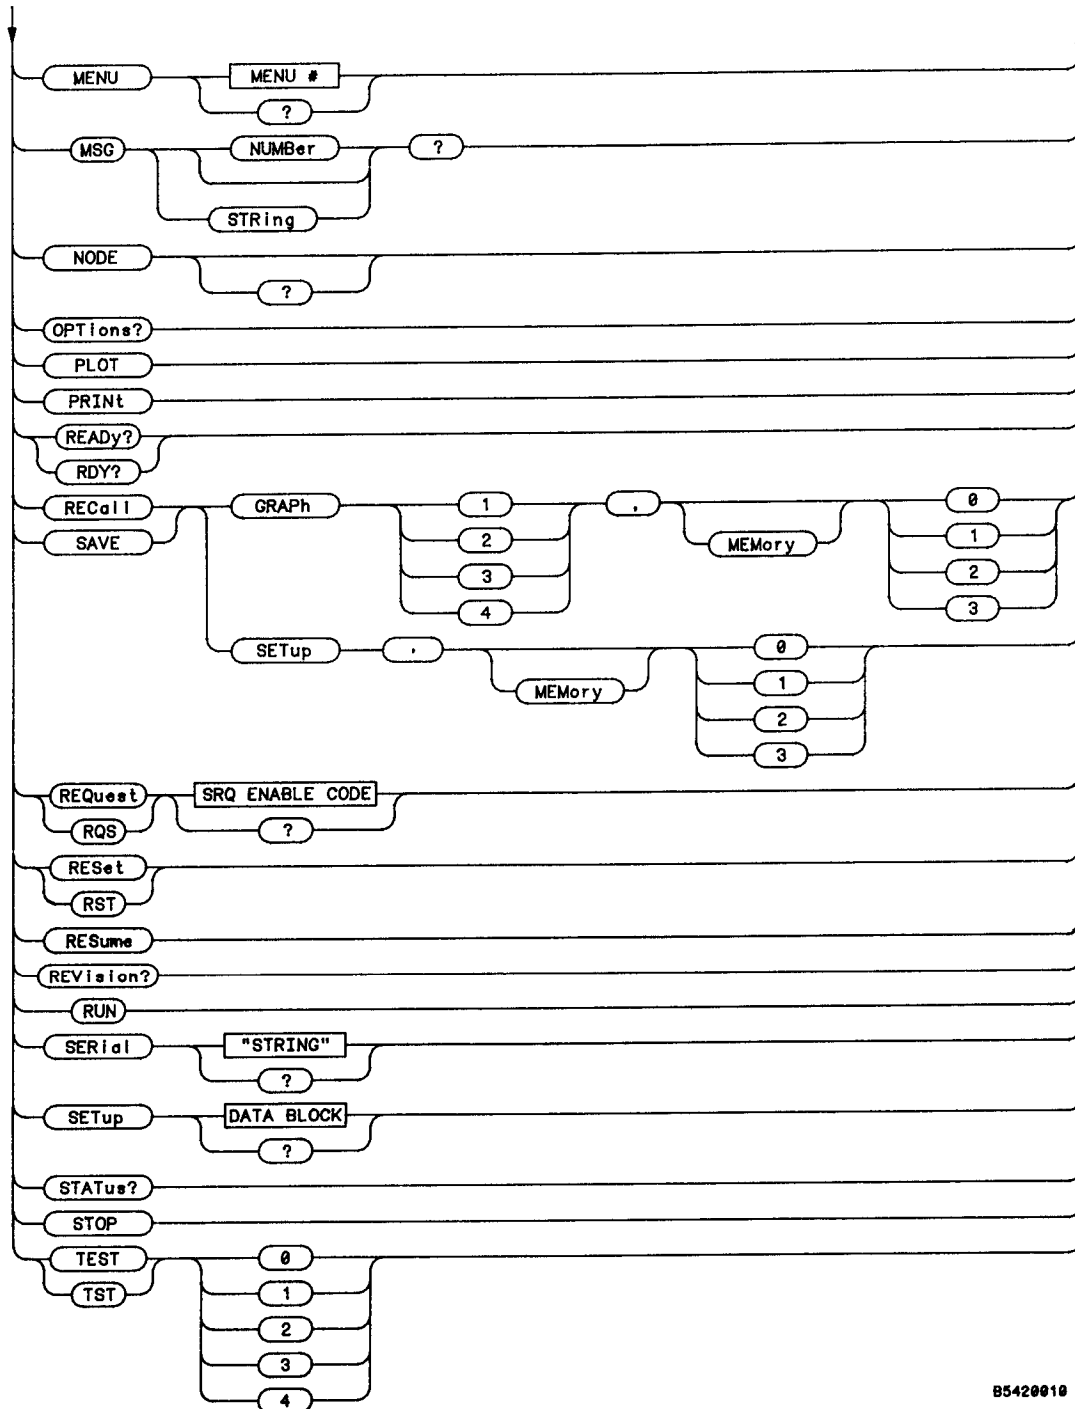 MENU MENU #
?
MSG NUMBer ?
STRing
NODE
?
OPTions?
PLOT
PRINt
READy?
RDY?
RECall GRAPh 1 , 0
SAVE 2 MEMory 1
3 2
4 3
SETup , 0
MEMory 1
2
3
REQuest SRQ ENABLE CODE
RQS ?
RESet
RST
RESume
REVision?
RUN
SERial "STRING"
?
SETup DATA BLOCK
?
STATus?
STOP
TEST 0
TST 1
2
3
4
B5420010